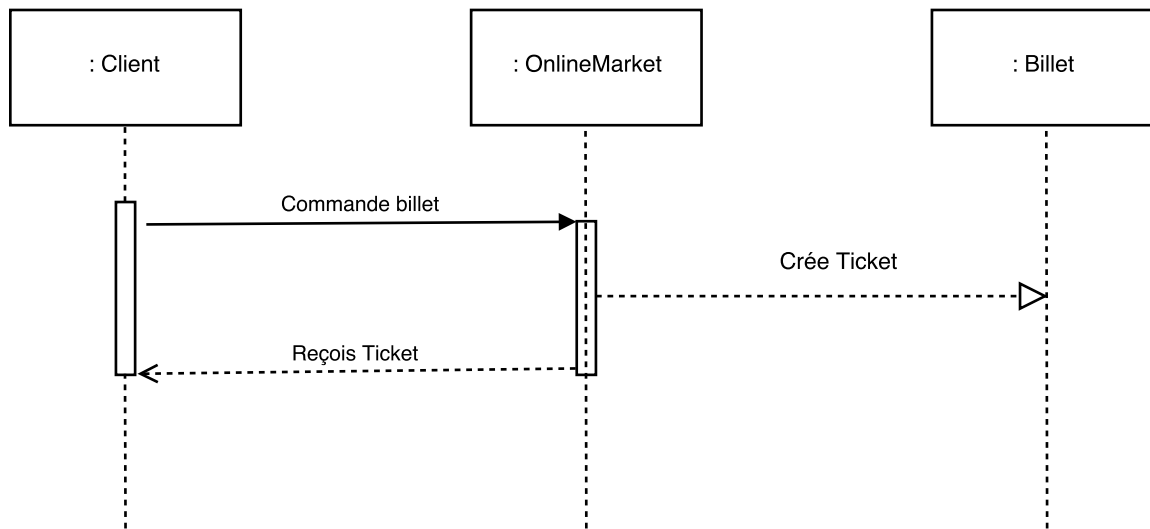 : Client
: OnlineMarket
: Billet
Commande billet
Crée Ticket
Reçois Ticket